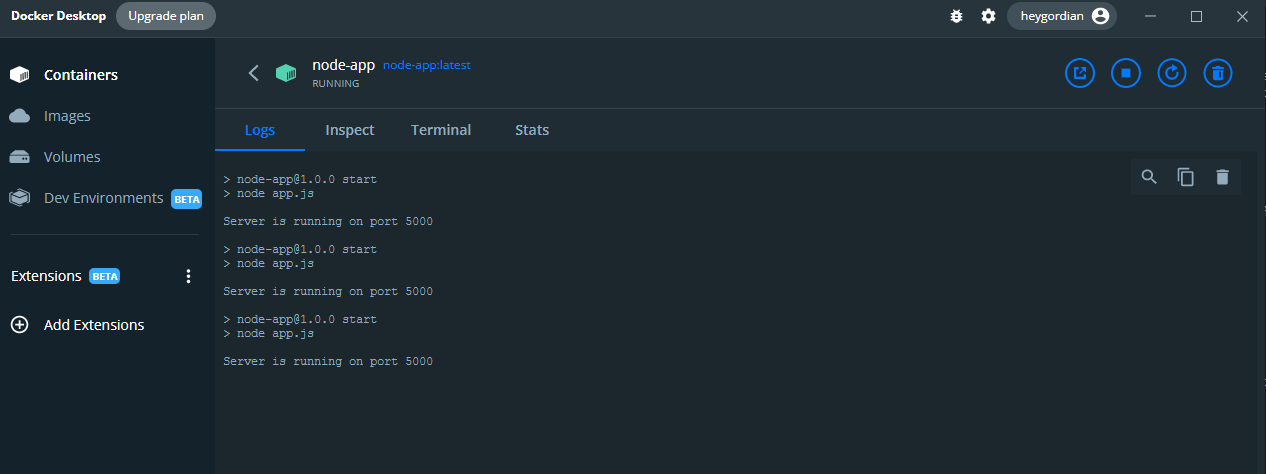 Docker Desktop Upgrade plan heygordian
Containers
Images
Volumes
Dev Environments BETA
Extensions BETA
Add Extensions
node-app node-app:latest
RUNNING
Logs Inspect Terminal Stats
> node-app@1.0.0 start
> node app.js
Server is running on port 5000
> node-app@1.0.0 start
> node app.js
Server is running on port 5000
> node-app@1.0.0 start
> node app.js
Server is running on port 5000